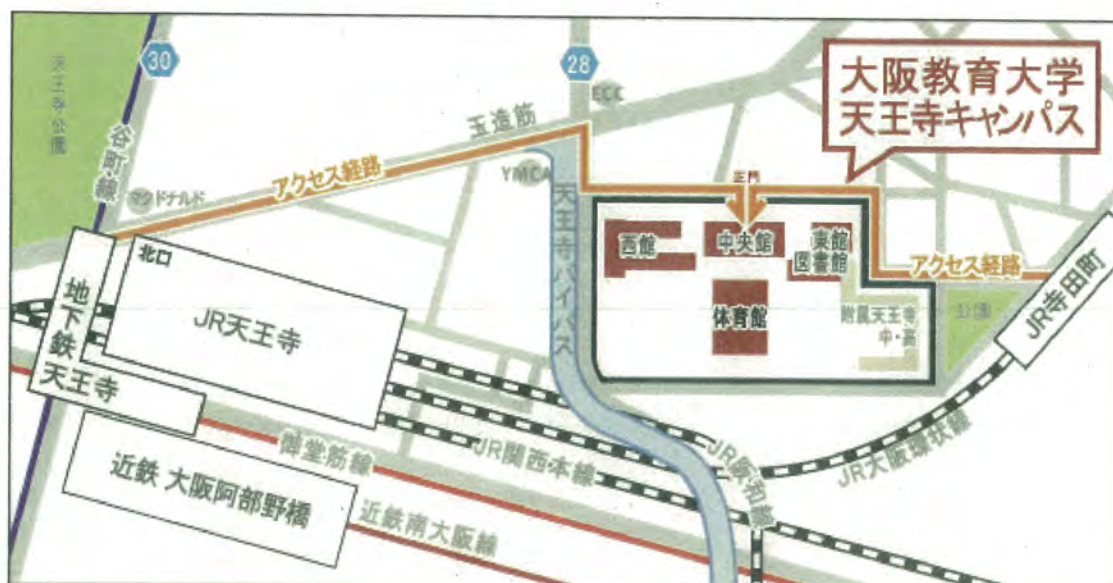 30
28
天王寺公園
谷町線
ECC
玉造筋
大阪教育大学
天王寺キャンパス
アクセス経路
マクドナルド
YMCA
正門
天王寺バイパス
西館
中央館
東館
図書館
アクセス経路
北口
地下鉄
天王寺
JR天王寺
体育館
附属天王寺
中・高
公園
JR寺田町
御堂筋線
JR関西本線
JR阪和線
JR大阪環状線
近鉄 大阪阿部野橋
近鉄南大阪線